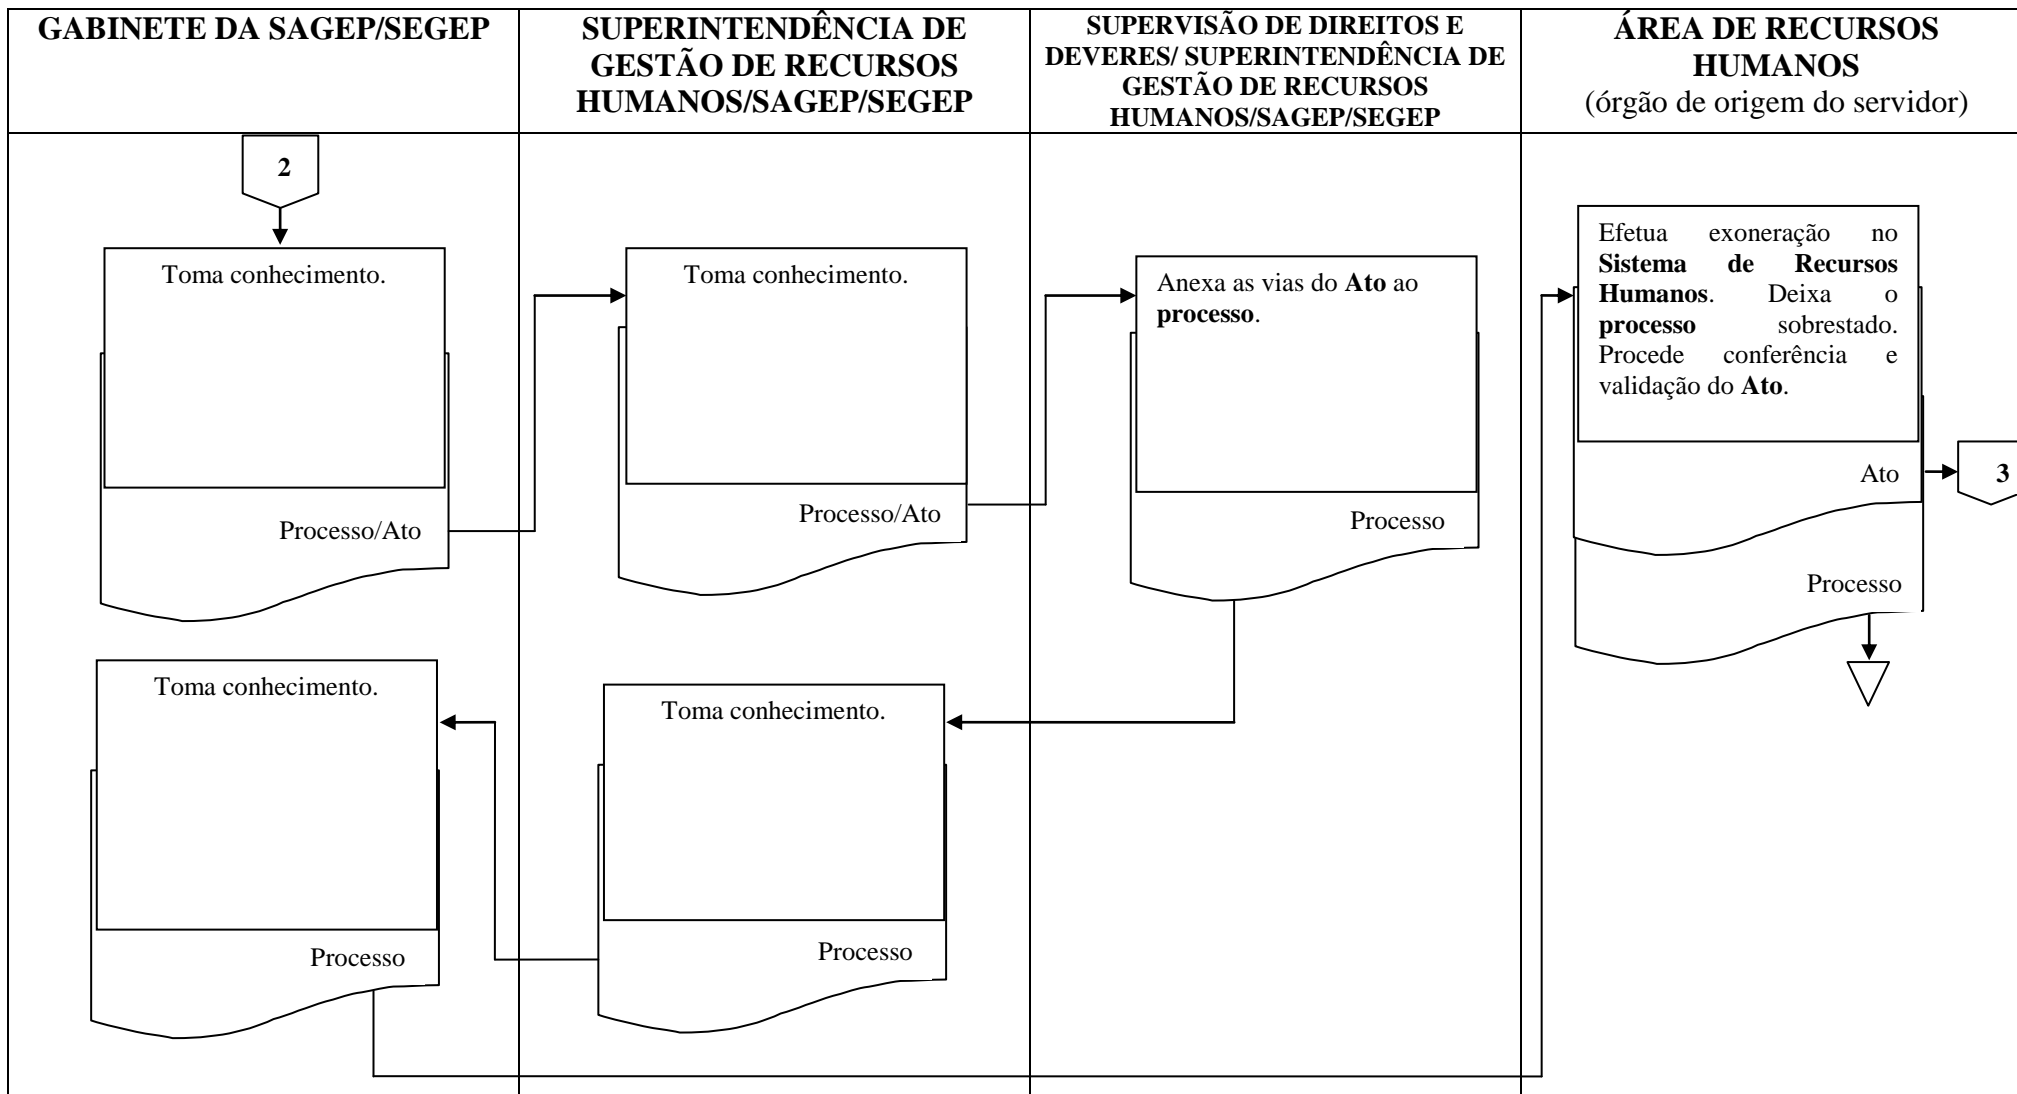 GABINETE DA SAGEP/SEGEP
SUPERINTENDÊNCIA DE
GESTÃO DE RECURSOS
HUMANOS/SAGEP/SEGEP
SUPERVISÃO DE DIREITOS E
DEVERES/ SUPERINTENDÊNCIA DE
GESTÃO DE RECURSOS
HUMANOS/SAGEP/SEGEP
ÁREA DE RECURSOS
HUMANOS
(órgão de origem do servidor)
2
Toma conhecimento.
Processo/Ato
Toma conhecimento.
Processo/Ato
Anexa as vias do Ato ao
processo.
Processo
Toma conhecimento.
Processo
Toma conhecimento.
Processo
Efetua exoneração no
Sistema de Recursos
Humanos. Deixa o
processo sobrestado.
Procede conferência e
validação do Ato.
Ato
3
Processo